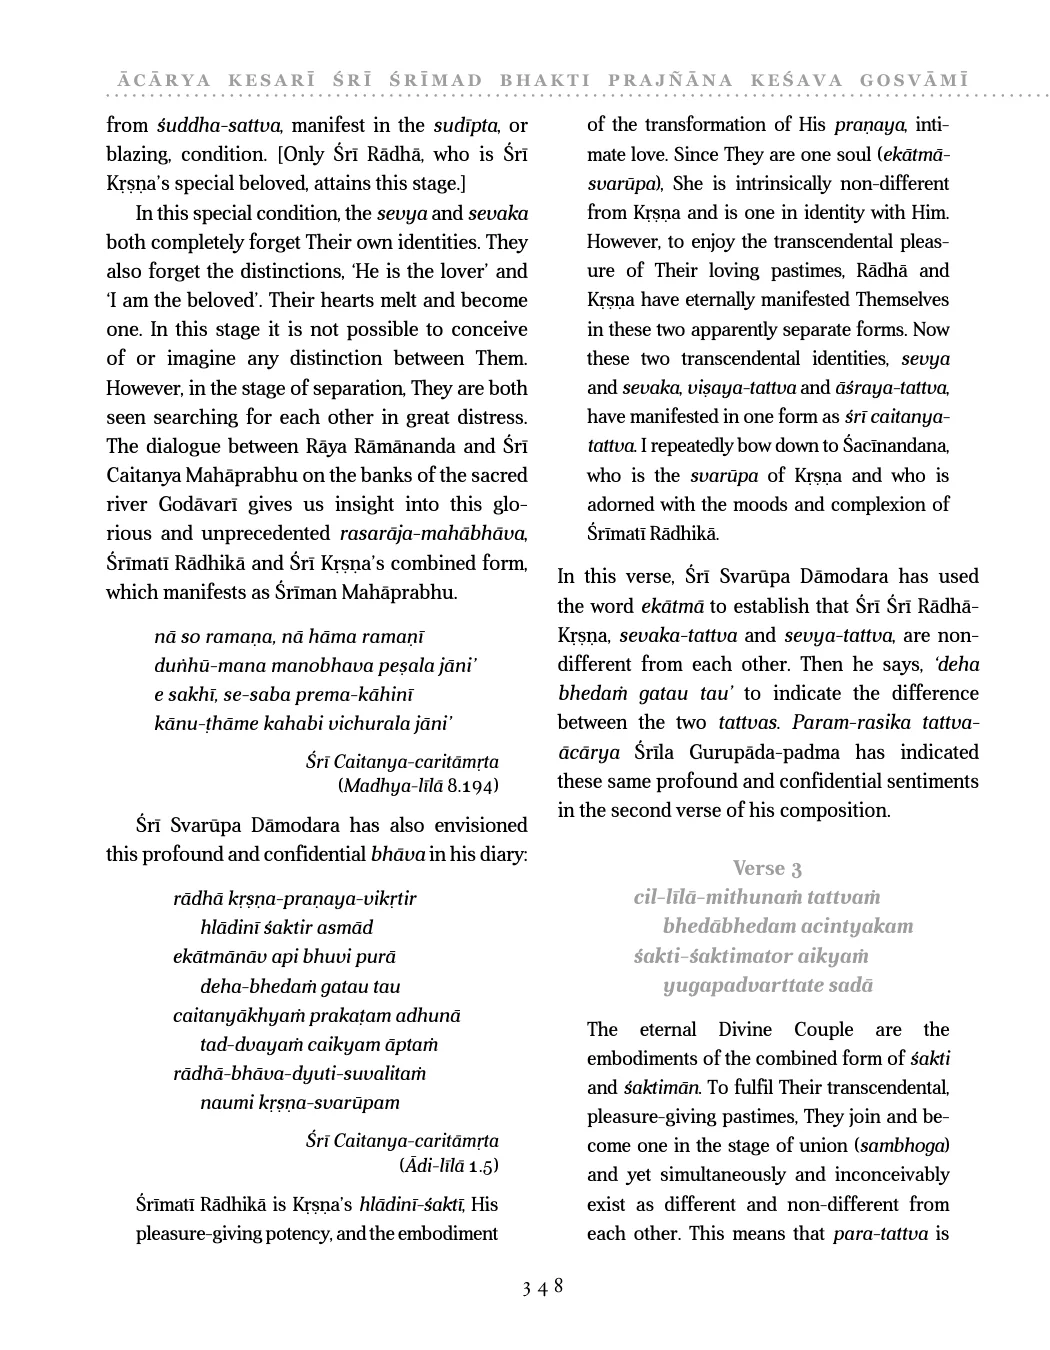 ĀCĀRYA KESARĪ ŚRĪ ŚRĪMAD BHAKTI PRAJÑĀNA KEŚAVA GOSVĀMĪ
from śuddha-sattva, manifest in the sudīpta, or
blazing, condition. [Only Śrī Rādhā, who is Śrī
Kṛṣṇa’s special beloved, attains this stage.]
In this special condition, the sevya and sevaka
both completely forget Their own identities. They
also forget the distinctions, ‘He is the lover’ and
‘I am the beloved’. Their hearts melt and become
one. In this stage it is not possible to conceive
of or imagine any distinction between Them.
However, in the stage of separation, They are both
seen searching for each other in great distress.
The dialogue between Rāya Rāmānanda and Śrī
Caitanya Mahāprabhu on the banks of the sacred
river Godāvarī gives us insight into this glo-
rious and unprecedented rasarāja-mahābhāva,
Śrīmatī Rādhikā and Śrī Kṛṣṇa’s combined form,
which manifests as Śrīman Mahāprabhu.
nā so ramaṇa, nā hāma ramaṇī
duṅhū-mana manobhava peṣala jāni’
e sakhī, se-saba prema-kāhinī
kānu-ṭhāme kahabi vichurala jāni’
Śrī Caitanya-caritāmṛta
(Madhya-līlā 8.194)
Śrī Svarūpa Dāmodara has also envisioned
this profound and confidential bhāva in his diary:
rādhā kṛṣṇa-praṇaya-vikṛtir
hlādinī śaktir asmād
ekātmānāv api bhuvi purā
deha-bhedaṁ gatau tau
caitanyākhyaṁ prakaṭam adhunā
tad-dvayaṁ caikyam āptaṁ
rādhā-bhāva-dyuti-suvalitaṁ
naumi kṛṣṇa-svarūpam
Śrī Caitanya-caritāmṛta
(Ādi-līlā 1.5)
Śrīmatī Rādhikā is Kṛṣṇa’s hlādinī-śaktī, His
pleasure-giving potency, and the embodiment
of the transformation of His praṇaya, inti-
mate love. Since They are one soul (ekātmā-
svarūpa), She is intrinsically non-different
from Kṛṣṇa and is one in identity with Him.
However, to enjoy the transcendental pleas-
ure of Their loving pastimes, Rādhā and
Kṛṣṇa have eternally manifested Themselves
in these two apparently separate forms. Now
these two transcendental identities, sevya
and sevaka, viṣaya-tattva and āśraya-tattva,
have manifested in one form as śrī caitanya-
tattva. I repeatedly bow down to Śacīnandana,
who is the svarūpa of Kṛṣṇa and who is
adorned with the moods and complexion of
Śrīmatī Rādhikā.
In this verse, Śrī Svarūpa Dāmodara has used
the word ekātmā to establish that Śrī Śrī Rādhā-
Kṛṣṇa, sevaka-tattva and sevya-tattva, are non-
different from each other. Then he says, ‘deha
bhedaṁ gatau tau’ to indicate the difference
between the two tattvas. Param-rasika tattva-
ācārya Śrīla Gurupāda-padma has indicated
these same profound and confidential sentiments
in the second verse of his composition.
Verse 3
cil-līlā-mithunaṁ tattvaṁ
bhedābhedam acintyakam
śakti-śaktimator aikyaṁ
yugapadvarttate sadā
The eternal Divine Couple are the
embodiments of the combined form of śakti
and śaktimān. To fulfil Their transcendental,
pleasure-giving pastimes, They join and be-
come one in the stage of union (sambhoga)
and yet simultaneously and inconceivably
exist as different and non-different from
each other. This means that para-tattva is
348